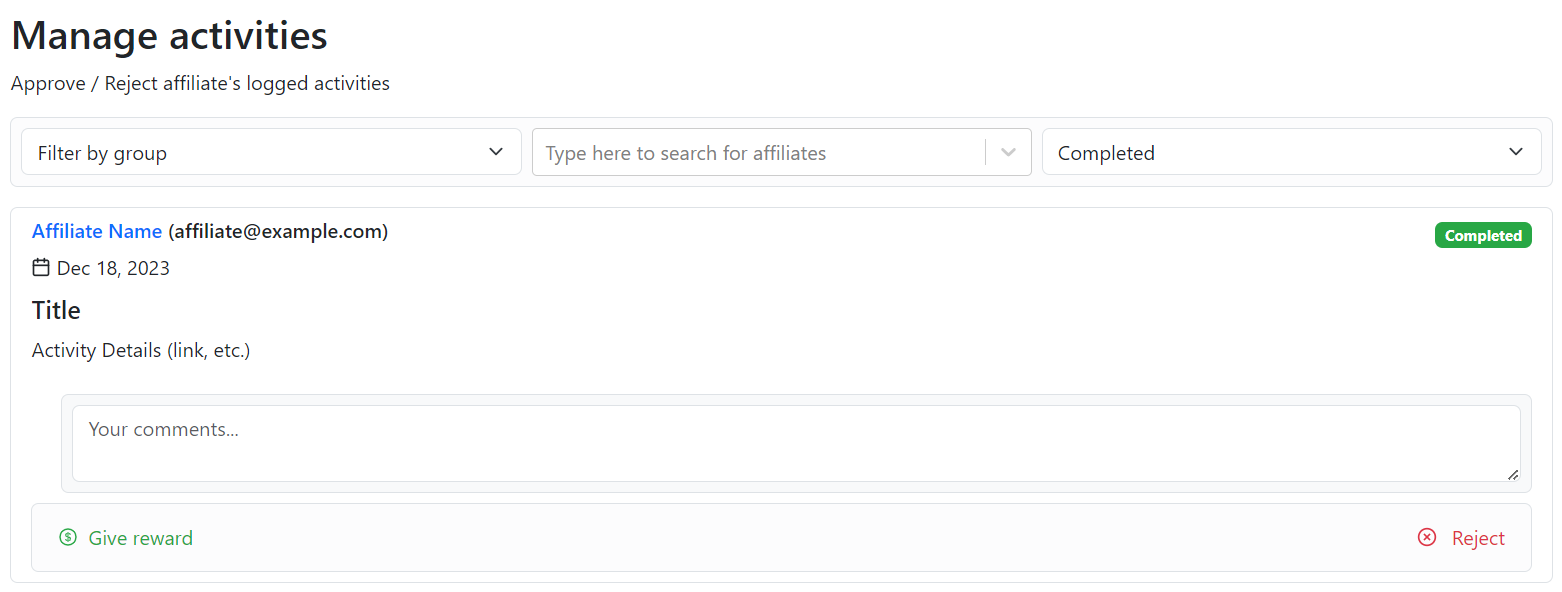 Manage activities
Approve / Reject affiliate's logged activities
Filter by group
Type here to search for affiliates
Completed
Affiliate Name (affiliate@example.com)
Completed
Dec 18, 2023
Title
Activity Details (link, etc.)
Your comments...
Give reward
Reject